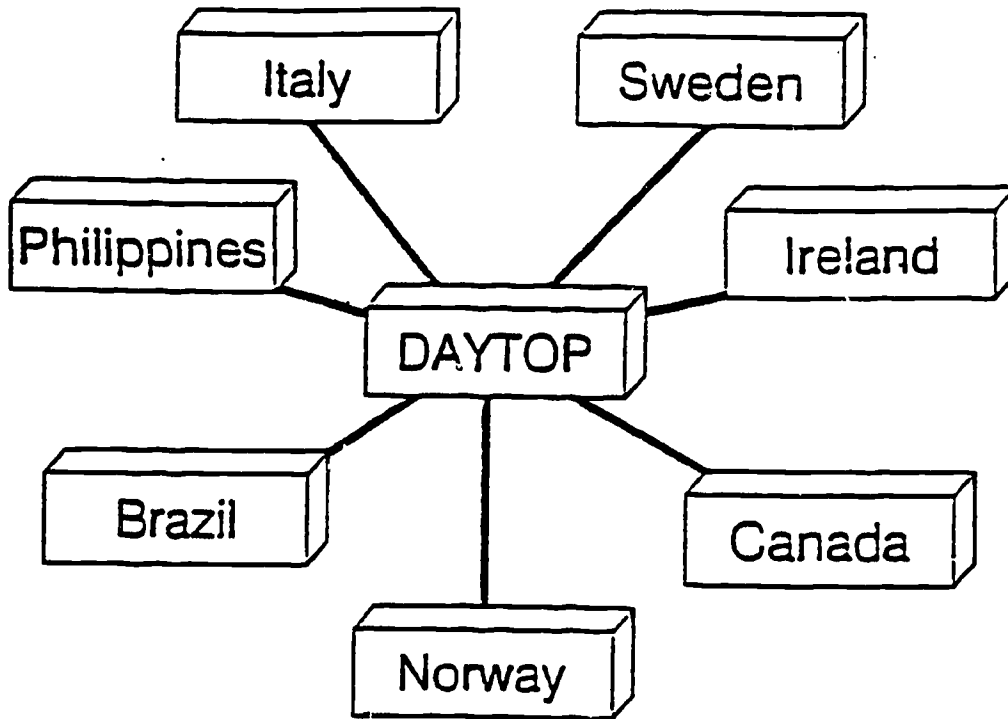 Italy
Sweden
Philippines
Ireland
DAYTOP
Brazil
Canada
Norway